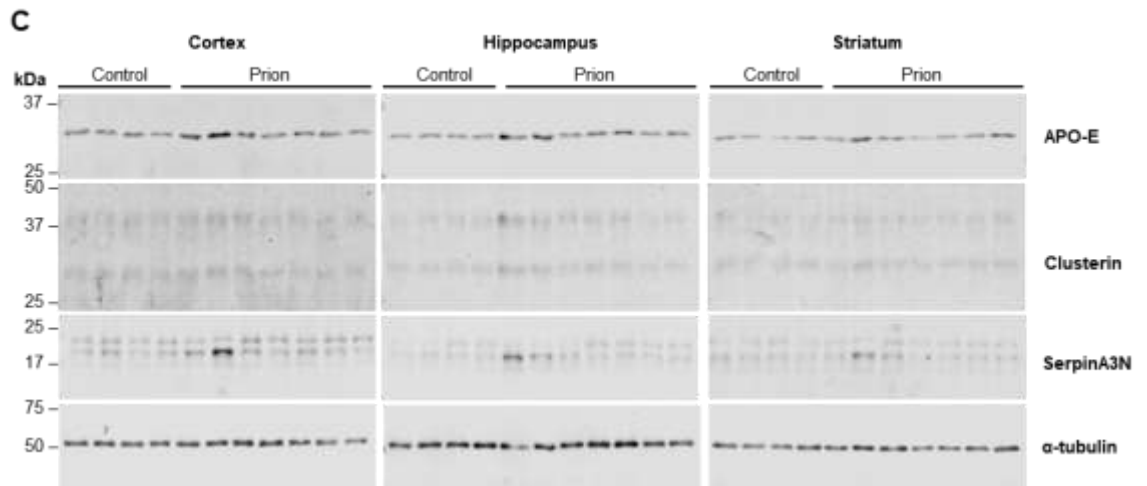 C
Cortex Hippocampus Striatum
kDa Control Prion Control Prion Control Prion
37
APO-E
25
50
37
Clusterin
25
25
17
SerpinA3N
75
50
α-tubulin